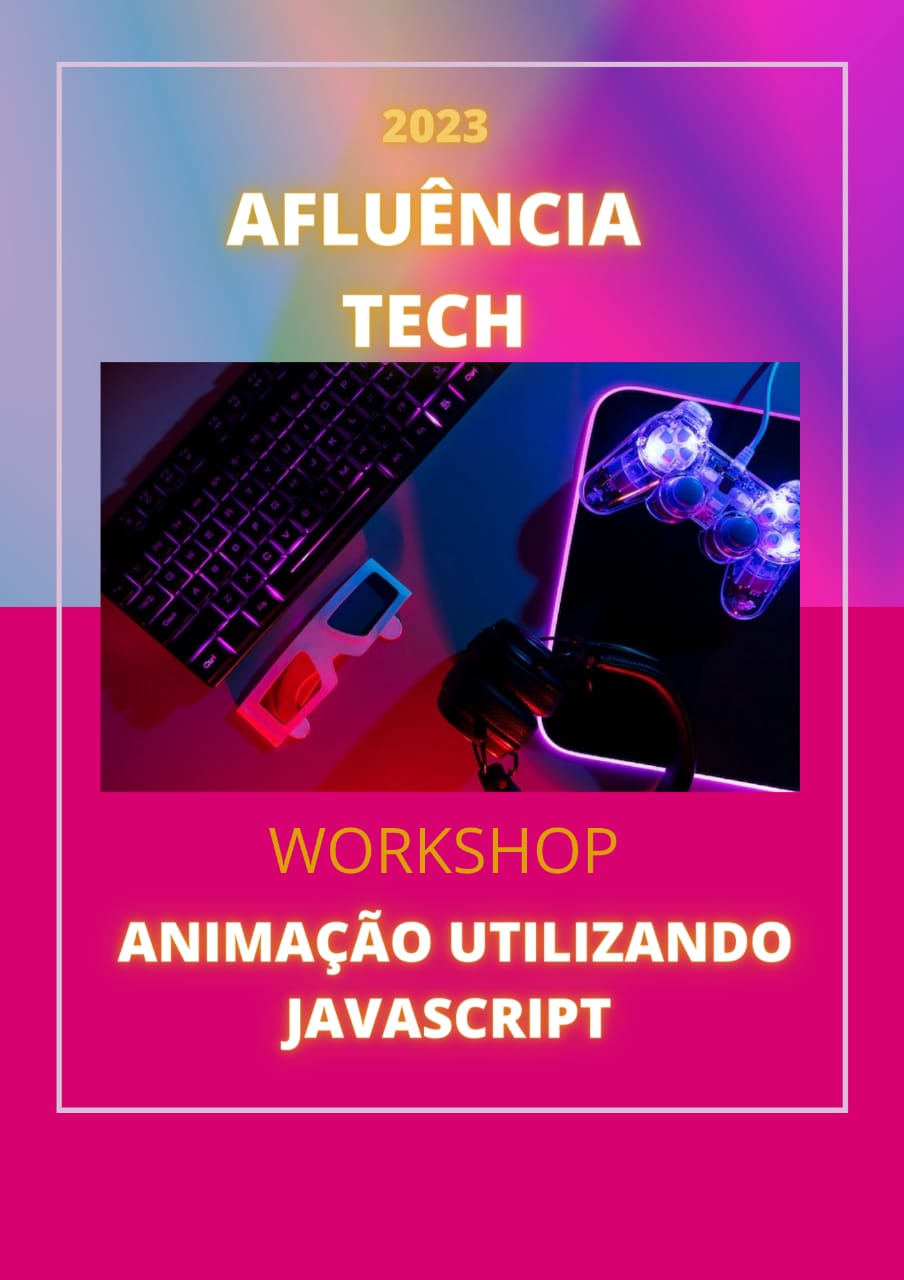 2023
AFLUÊNCIA
TECH
WORKSHOP
ANIMAÇÃO UTILIZANDO
JAVASCRIPT